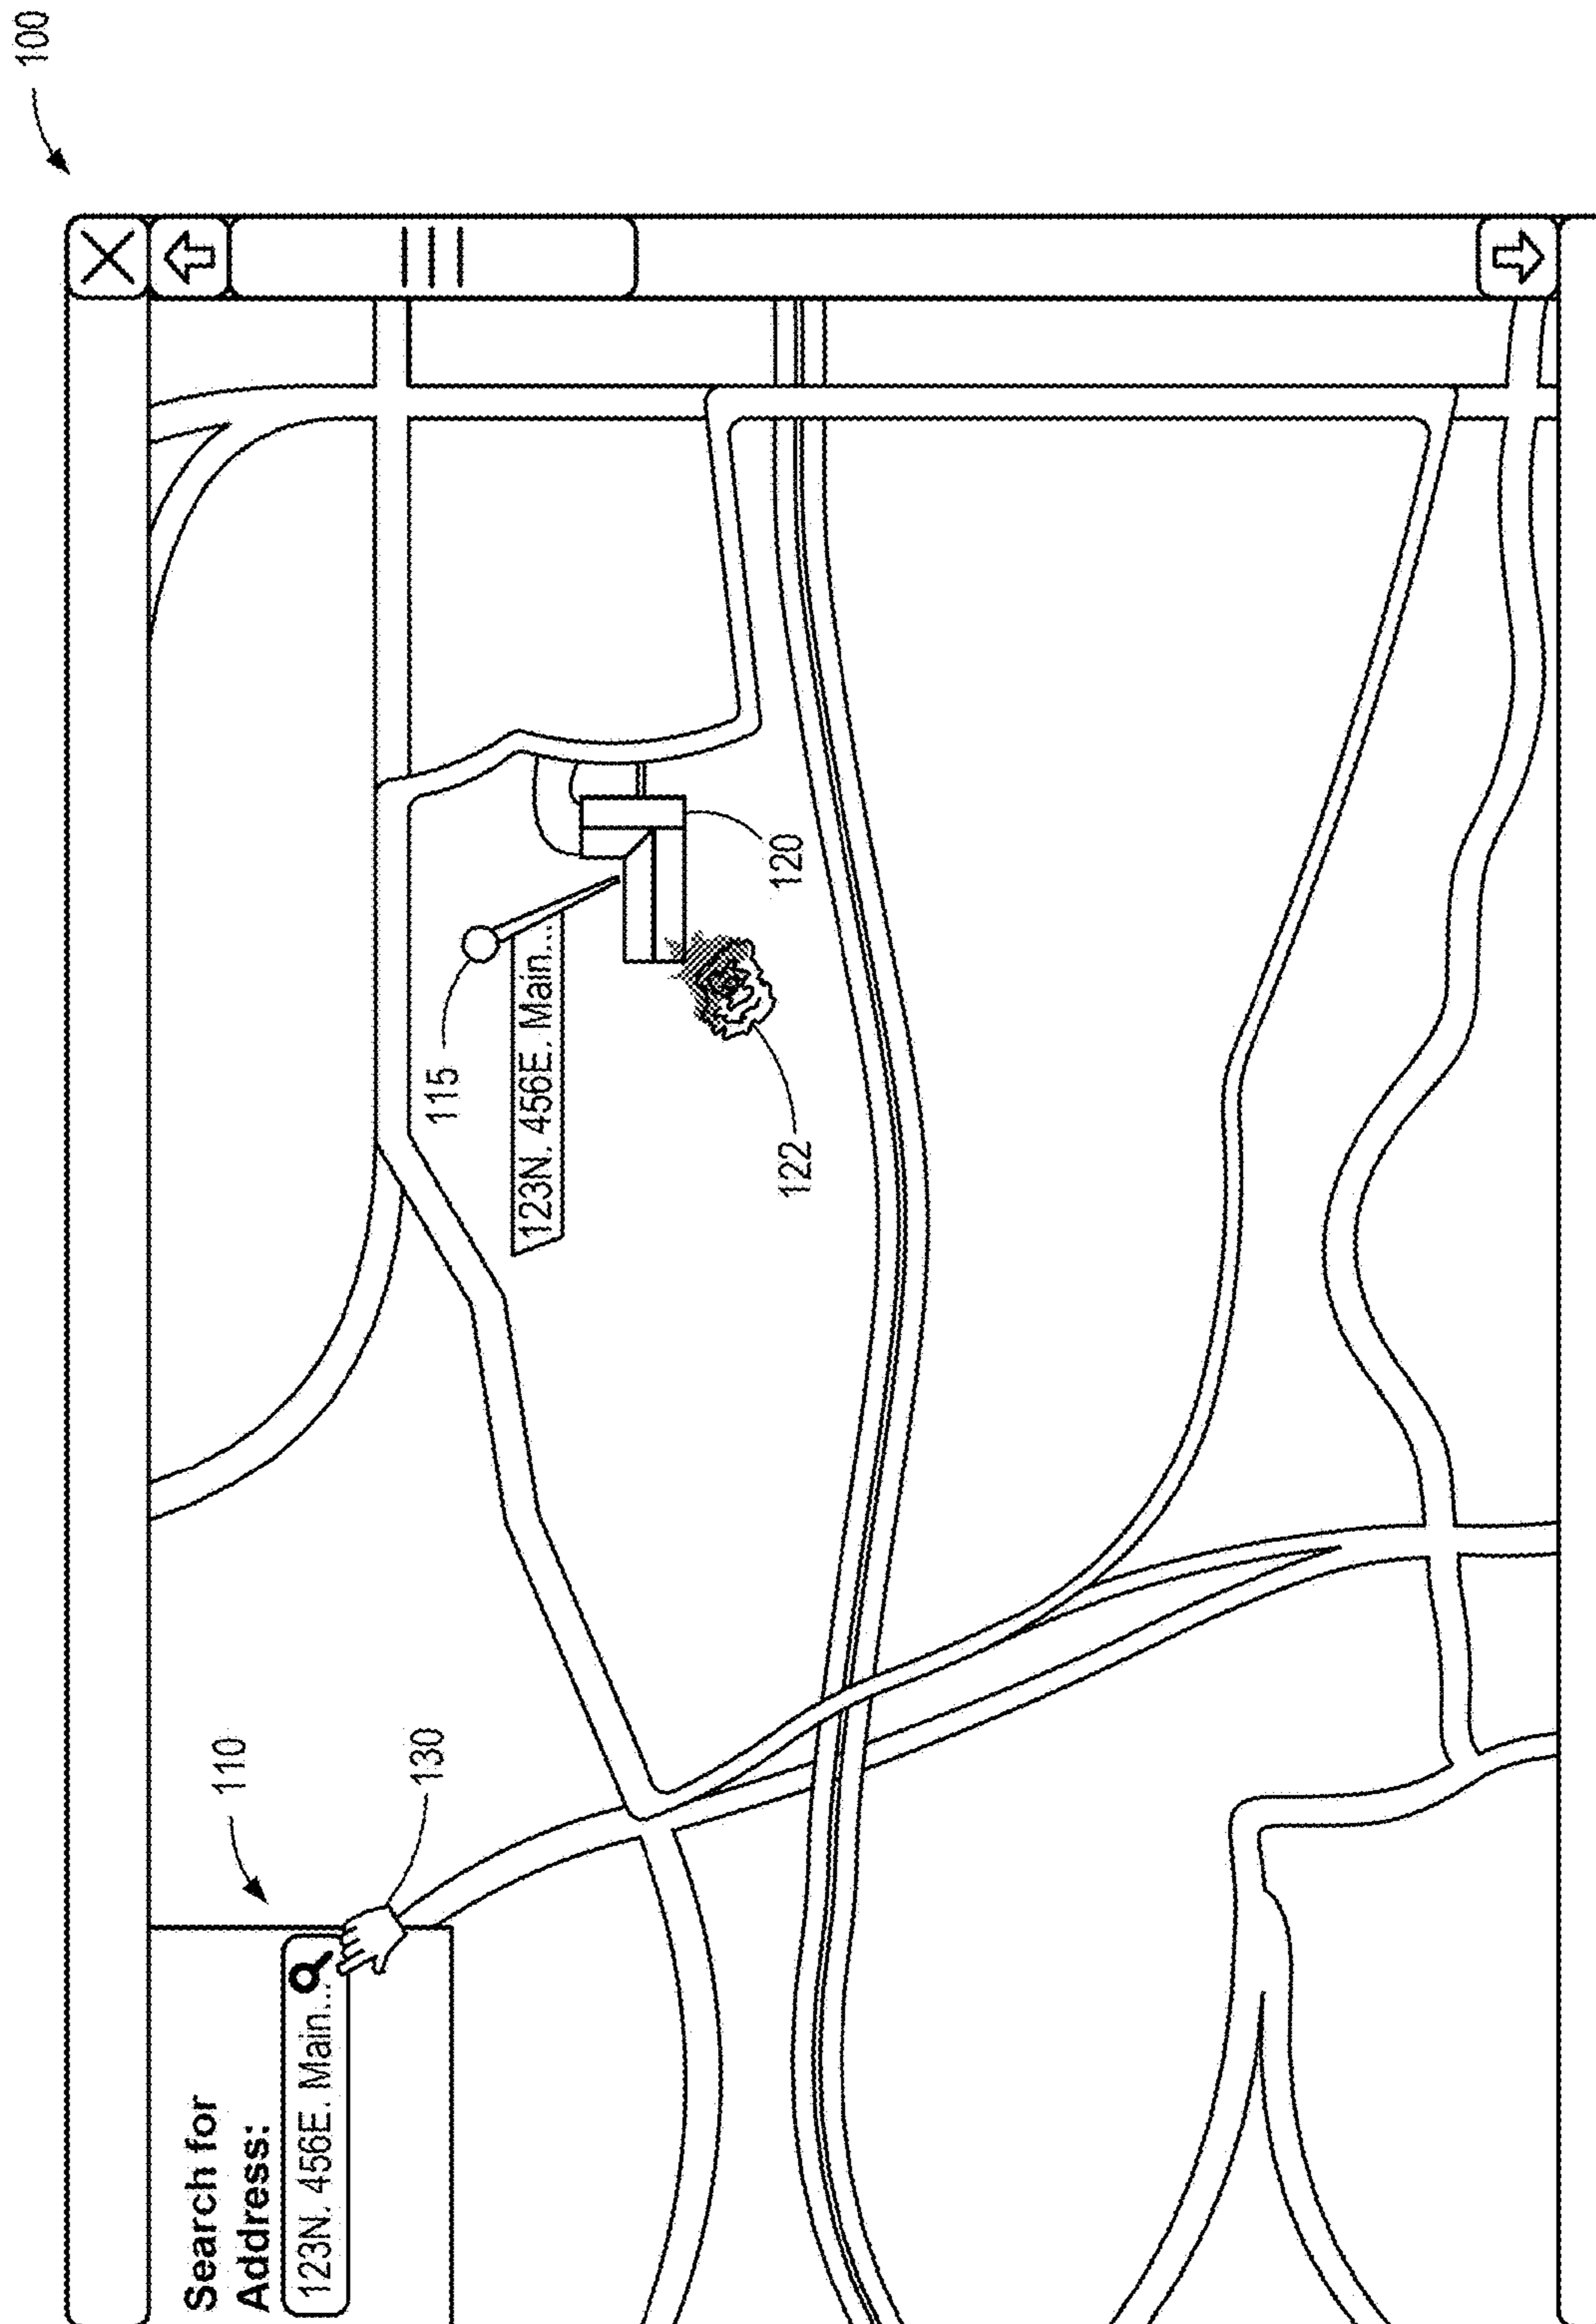 100
110
Search for
Address:
123N. 456E. Main...
130
115
123N. 456E. Main...
120
122